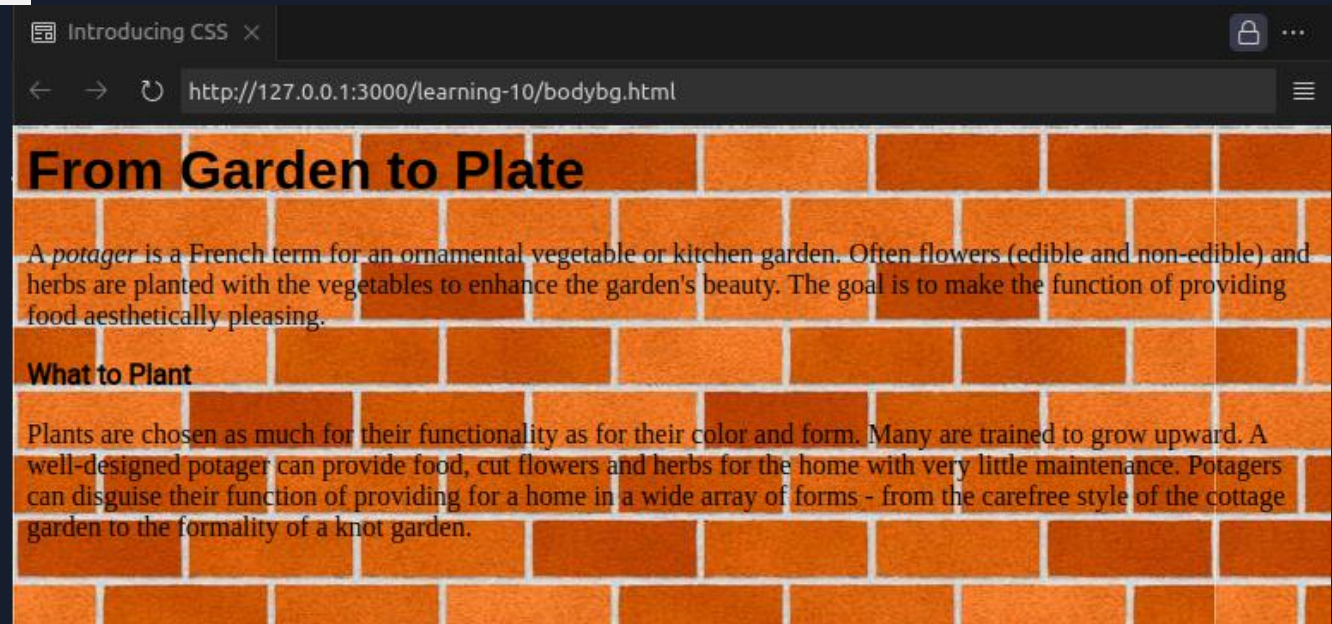 Introducing CSS
http://127.0.0.1:3000/learning-10/bodybg.html
From Garden to Plate
A potager is a French term for an ornamental vegetable or kitchen garden. Often flowers (edible and non-edible) and
herbs are planted with the vegetables to enhance the garden's beauty. The goal is to make the function of providing
food aesthetically pleasing.
What to Plant
Plants are chosen as much for their functionality as for their color and form. Many are trained to grow upward. A
well-designed potager can provide food, cut flowers and herbs for the home with very little maintenance. Potagers
can disguise their function of providing for a home in a wide array of forms - from the carefree style of the cottage
garden to the formality of a knot garden.